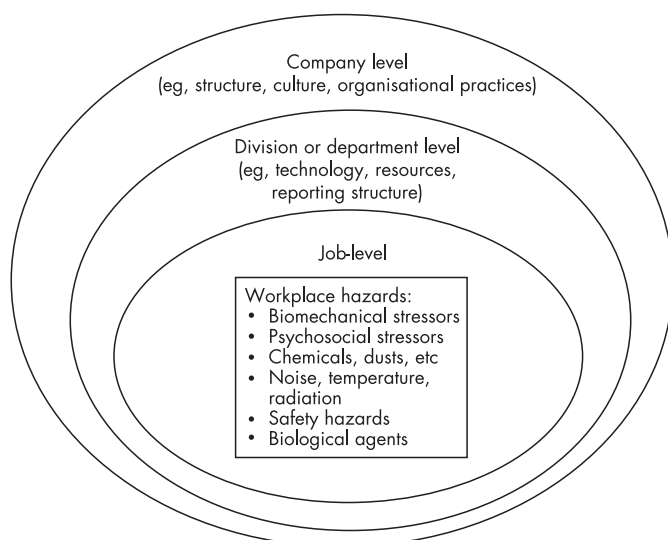 Company level
(eg, structure, culture, organisational practices)
Division or department level
(eg, technology, resources,
reporting structure)
Job-level
Workplace hazards:
• Biomechanical stressors
• Psychosocial stressors
• Chemicals, dusts, etc
• Noise, temperature,
radiation
• Safety hazards
• Biological agents